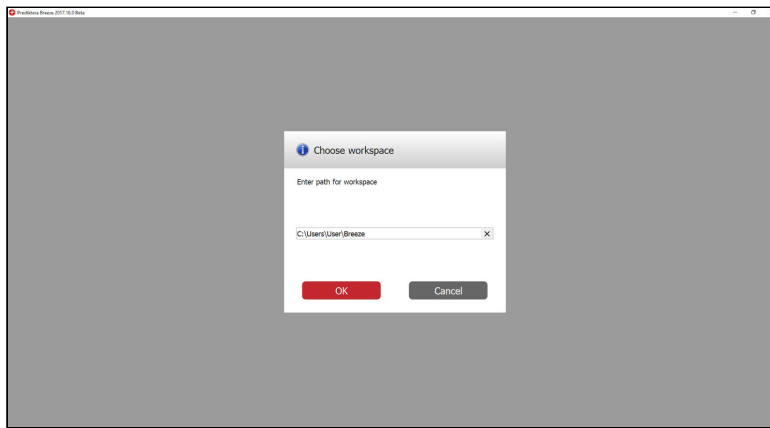 Prediktera Breeze 2017.16.0 Beta
Choose workspace
Enter path for workspace
C:\Users\User\Breeze
OK
Cancel